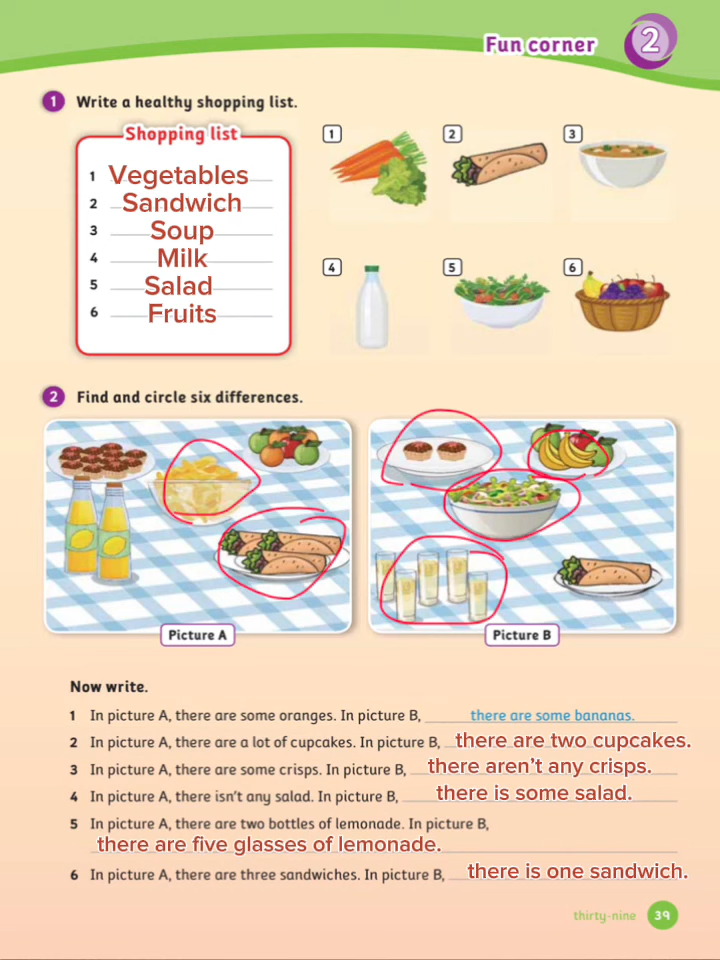 Fun corner 2
1 Write a healthy shopping list.
Shopping list
1 Vegetables
2 Sandwich
3 Soup
4 Milk
5 Salad
6 Fruits
1
2
3
4
5
6
2 Find and circle six differences.
Picture A
Picture B
Now write.
1 In picture A, there are some oranges. In picture B, there are some bananas.
2 In picture A, there are a lot of cupcakes. In picture B, there are two cupcakes.
3 In picture A, there are some crisps. In picture B, there aren't any crisps.
4 In picture A, there isn't any salad. In picture B, there is some salad.
5 In picture A, there are two bottles of lemonade. In picture B,
there are five glasses of lemonade.
6 In picture A, there are three sandwiches. In picture B, there is one sandwich.
thirty-nine 39